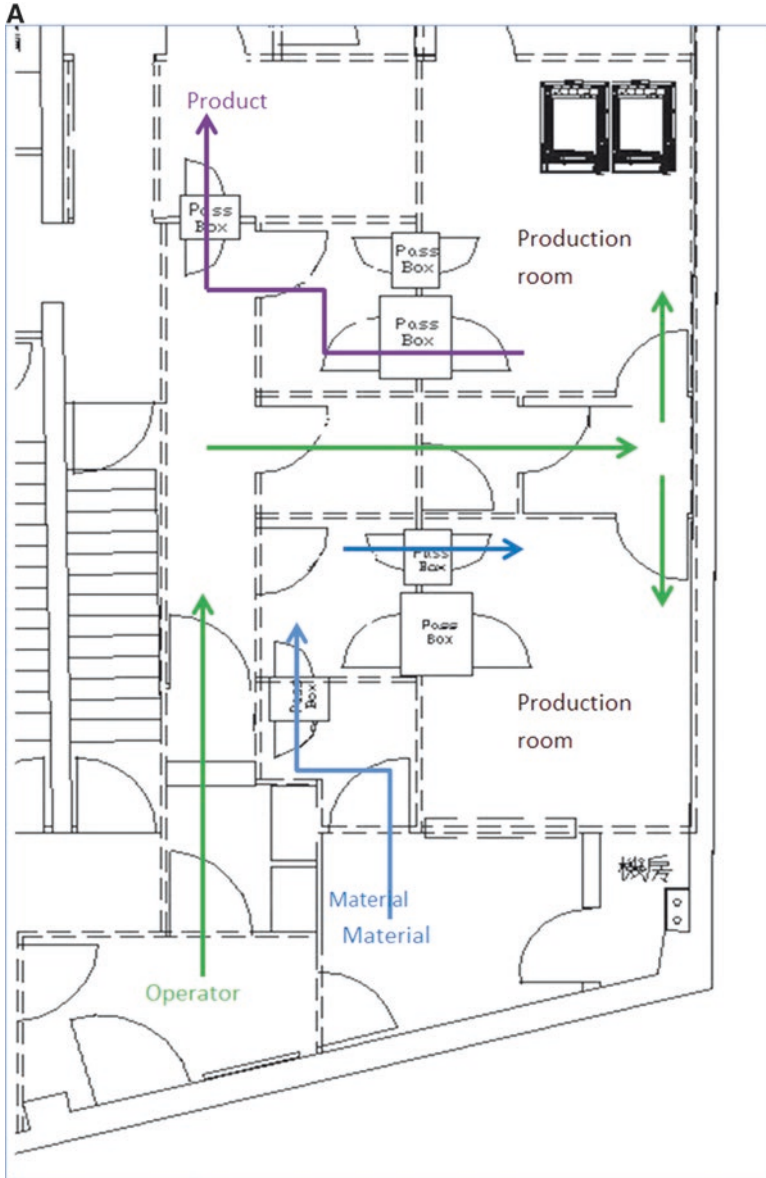 A
Product
Pass
Box
Pass
Box
Production
room
Pass
Box
Pass
Box
Pass
Box
Pass
Box
Production
room
機房
Material
Material
Operator